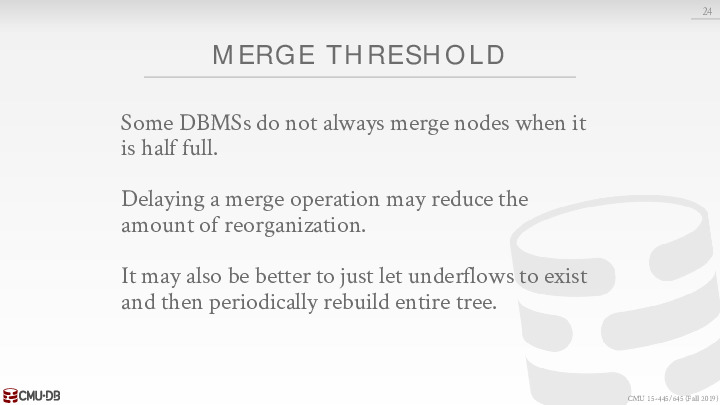 24
MERGE THRESHOLD
Some DBMSs do not always merge nodes when it
is half full.
Delaying a merge operation may reduce the
amount of reorganization.
It may also be better to just let underflows to exist
and then periodically rebuild entire tree.
CMU·DB
CMU 15-445/645 (Fall 2019)